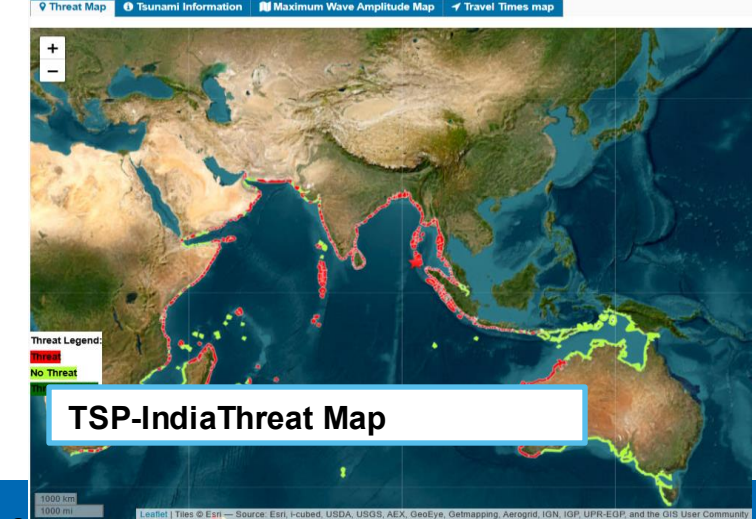 Threat Map Tsunami Information Maximum Wave Amplitude Map Travel Times map
+
−
Threat Legend:
Threat
No Threat
TSP-IndiaThreat Map
1000 km
1000 mi
Leaflet | Tiles © Esri — Source: Esri, i-cubed, USDA, USGS, AEX, GeoEye, Getmapping, Aerogrid, IGN, IGP, UPR-EGP, and the GIS User Community